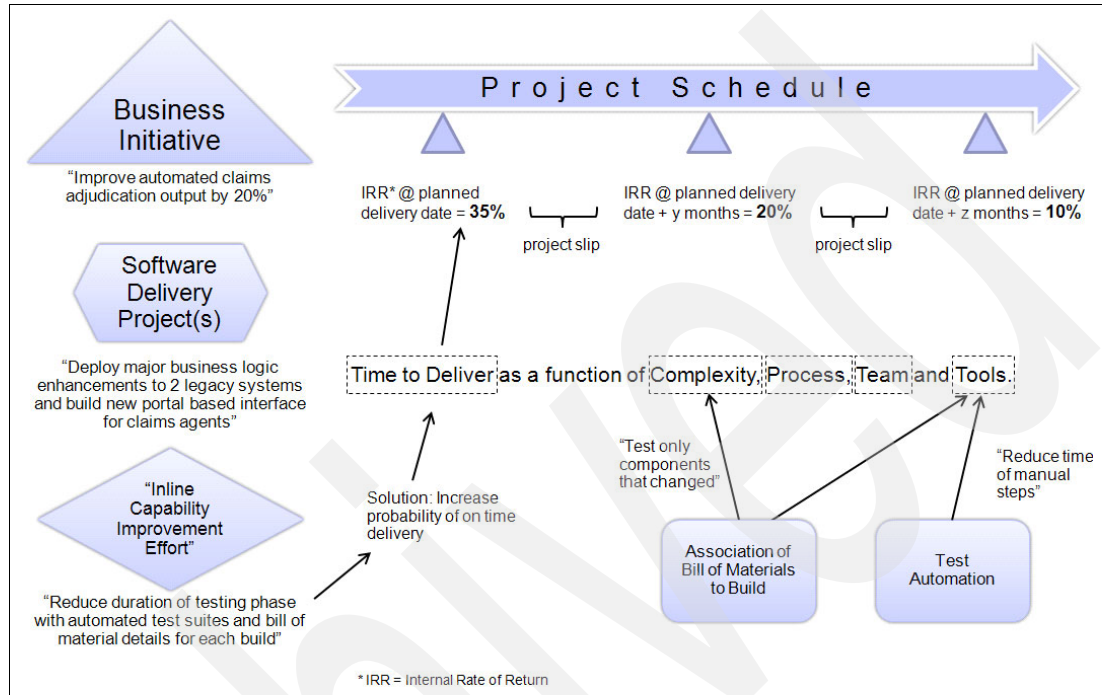 Project Schedule
Business
Initiative
"Improve automated claims
adjudication output by 20%"
IRR* @ planned
delivery date = 35%
project slip
IRR @ planned delivery
date + y months = 20%
project slip
IRR @ planned delivery
date + z months = 10%
Software
Delivery
Project(s)
"Deploy major business logic
enhancements to 2 legacy systems
and build new portal based interface
for claims agents"
Time to Deliver as a function of Complexity, Process, Team and Tools.
"Test only
components
that changed"
"Reduce time
of manual
steps"
"Inline
Capability
Improvement
Effort"
Solution: Increase
probability of on time
delivery
Association of
Bill of Materials
to Build
Test
Automation
"Reduce duration of testing phase
with automated test suites and bill of
material details for each build"
* IRR = Internal Rate of Return